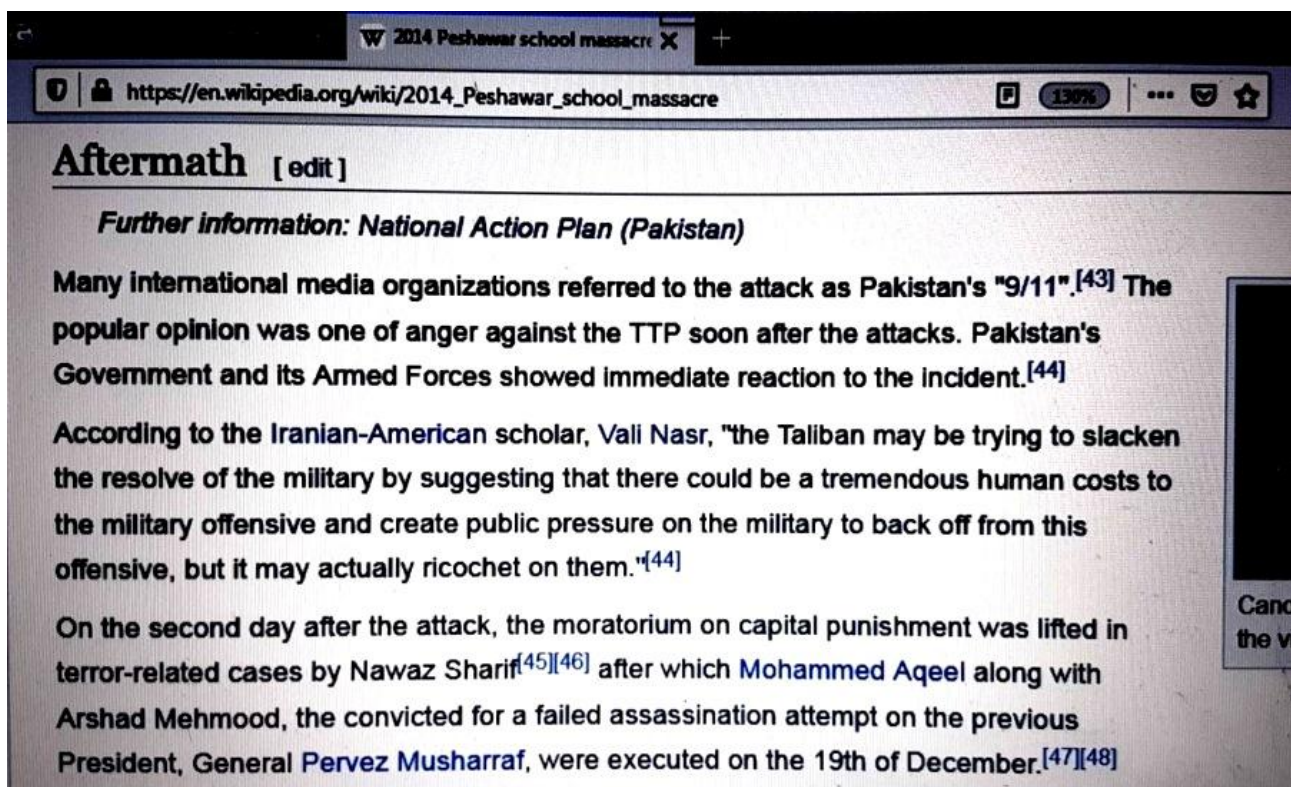 2014 Peshawar school massacre
https://en.wikipedia.org/wiki/2014_Peshawar_school_massacre
130%
Aftermath [ edit ]
Further information: National Action Plan (Pakistan)
Many international media organizations referred to the attack as Pakistan's "9/11".[43] The
popular opinion was one of anger against the TTP soon after the attacks. Pakistan's
Government and its Armed Forces showed immediate reaction to the incident.[44]
According to the Iranian-American scholar, Vali Nasr, "the Taliban may be trying to slacken
the resolve of the military by suggesting that there could be a tremendous human costs to
the military offensive and create public pressure on the military to back off from this
offensive, but it may actually ricochet on them."[44]
On the second day after the attack, the moratorium on capital punishment was lifted in
terror-related cases by Nawaz Sharif[45][46] after which Mohammed Aqeel along with
Arshad Mehmood, the convicted for a failed assassination attempt on the previous
President, General Pervez Musharraf, were executed on the 19th of December.[47][48]
the